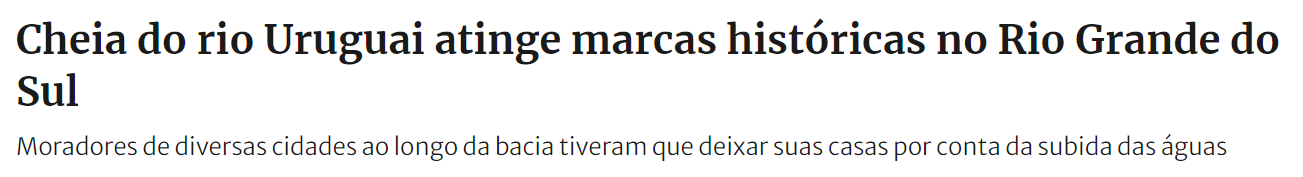 Cheia do rio Uruguai atinge marcas históricas no Rio Grande do
Sul
Moradores de diversas cidades ao longo da bacia tiveram que deixar suas casas por conta da subida das águas